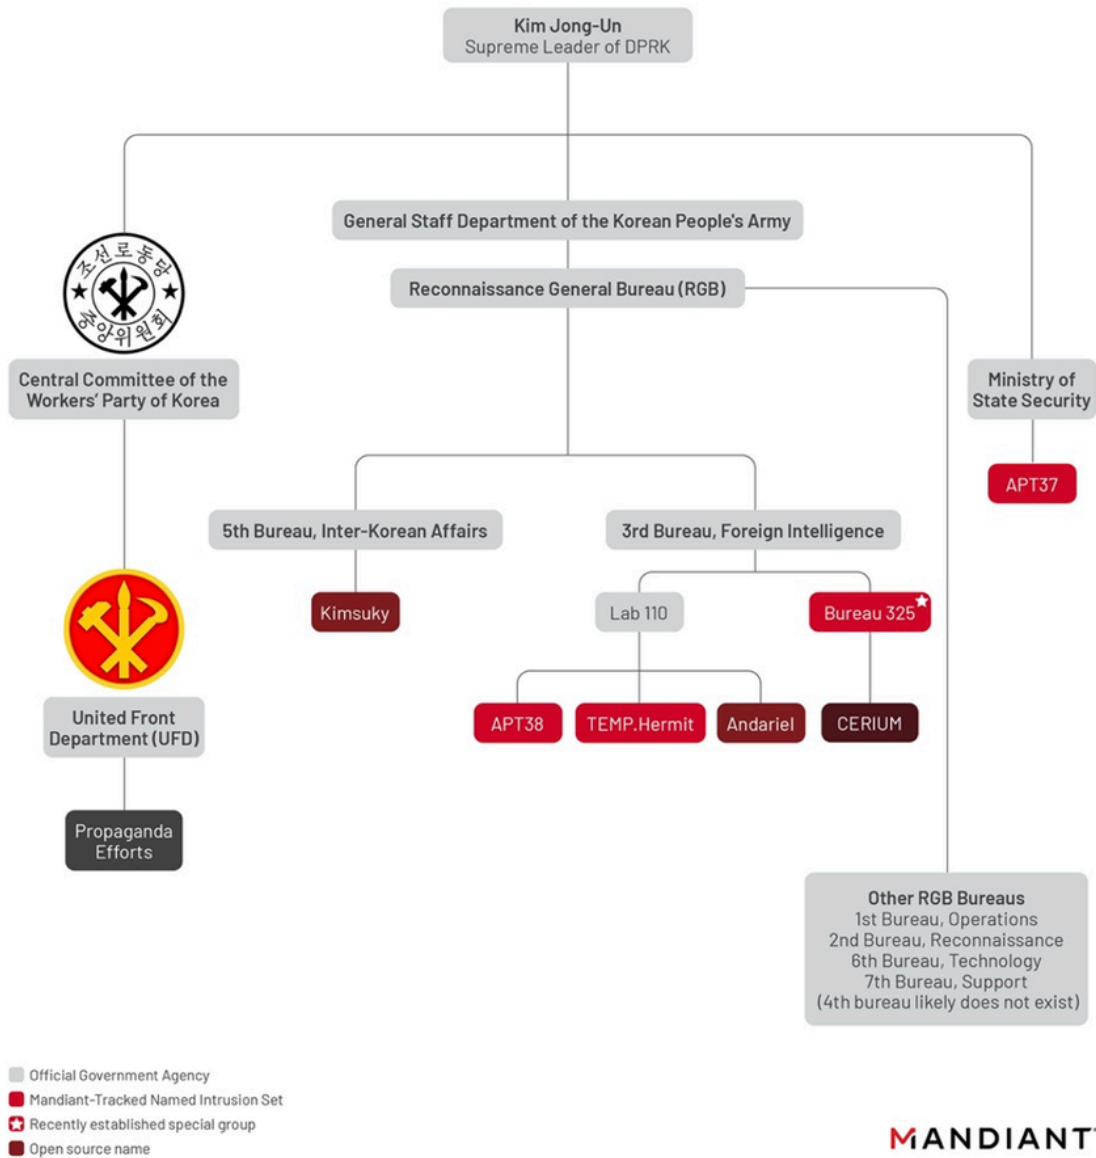 Kim Jong-Un
Supreme Leader of DPRK
General Staff Department of the Korean People's Army
Reconnaissance General Bureau (RGB)
조선로동당
중앙위원회
Central Committee of the
Workers' Party of Korea
Ministry of
State Security
APT37
5th Bureau, Inter-Korean Affairs
3rd Bureau, Foreign Intelligence
Kimsuky
Lab 110
Bureau 325
United Front
Department (UFD)
APT38
TEMP.Hermit
Andariel
CERIUM
Propaganda
Efforts
Other RGB Bureaus
1st Bureau, Operations
2nd Bureau, Reconnaissance
6th Bureau, Technology
7th Bureau, Support
(4th bureau likely does not exist)
Official Government Agency
Mandiant-Tracked Named Intrusion Set
Recently established special group
Open source name
MANDIANT